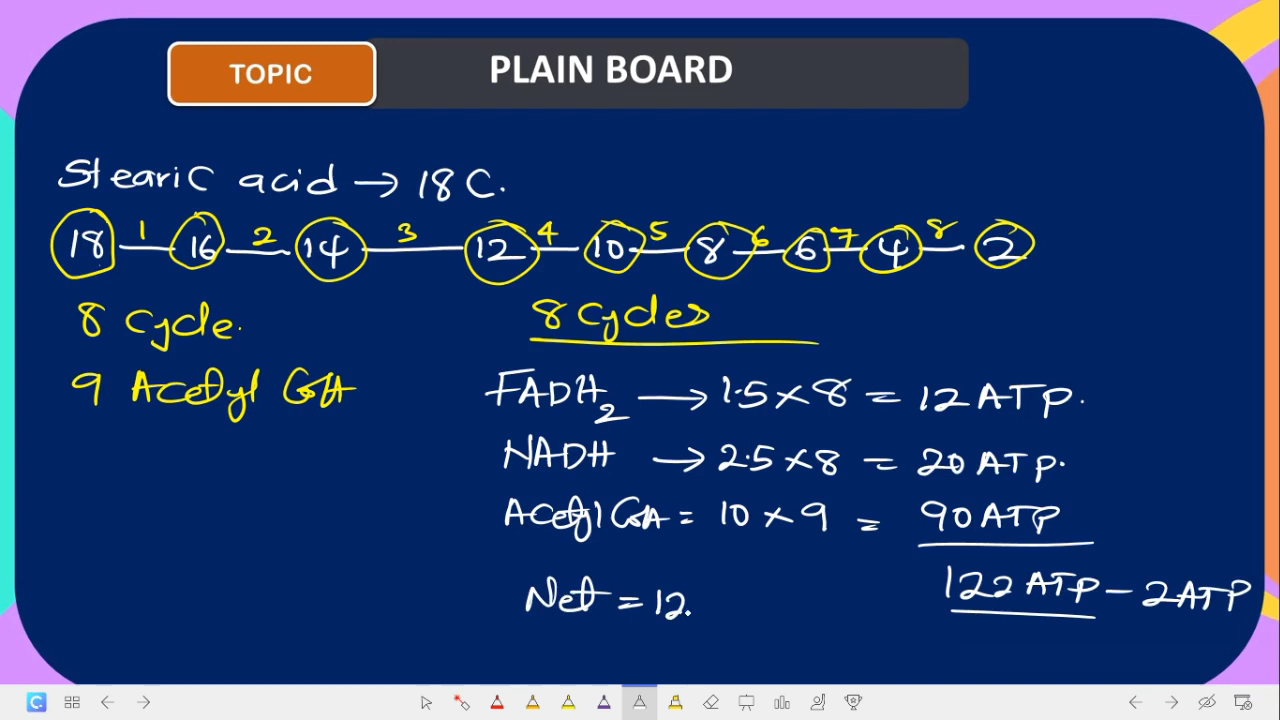 TOPIC
PLAIN BOARD
Stearic acid → 18 C.
18 1 16 2 14 3 12 4 10 5 8 6 6 7 4 8 2
8 Cycle.
8 Cycles
9 Acetyl CoA
FADH2 → 1.5 × 8 = 12 ATP.
NADH → 2.5 × 8 = 20 ATP.
Acetyl CoA = 10 × 9 = 90 ATP
122 ATP - 2ATP
Net = 12